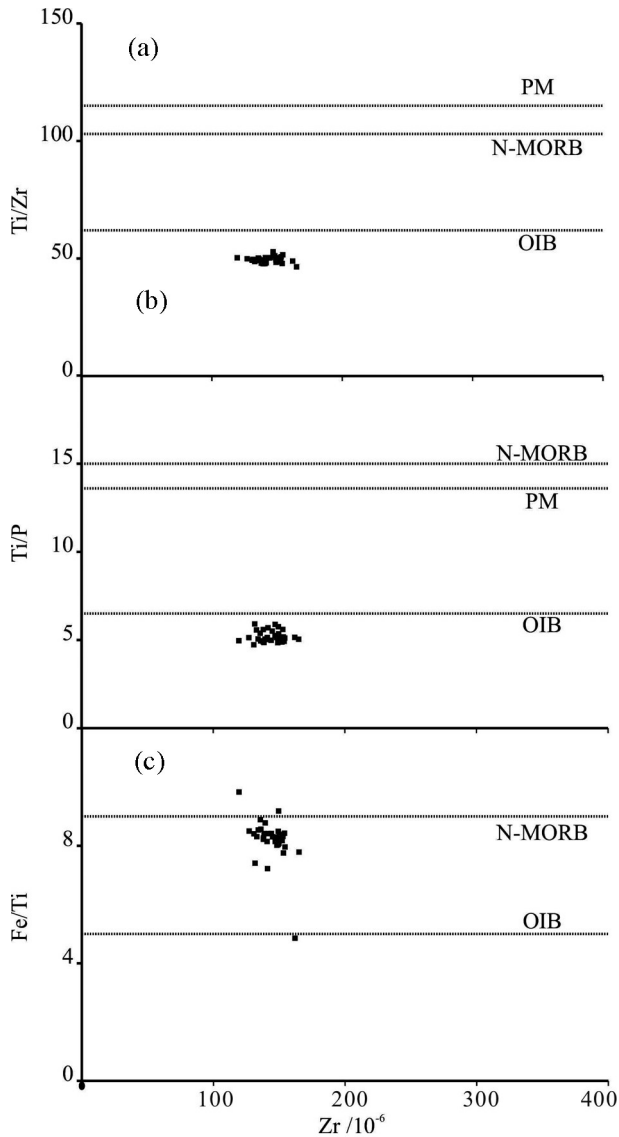 150
(a)
PM
100
N-MORB
Ti/Zr
OIB
50
(b)
0
N-MORB
15
PM
Ti/P
10
OIB
5
0
(c)
N-MORB
8
Fe/Ti
OIB
4
0
100 200 300 400
Zr /10⁻⁶